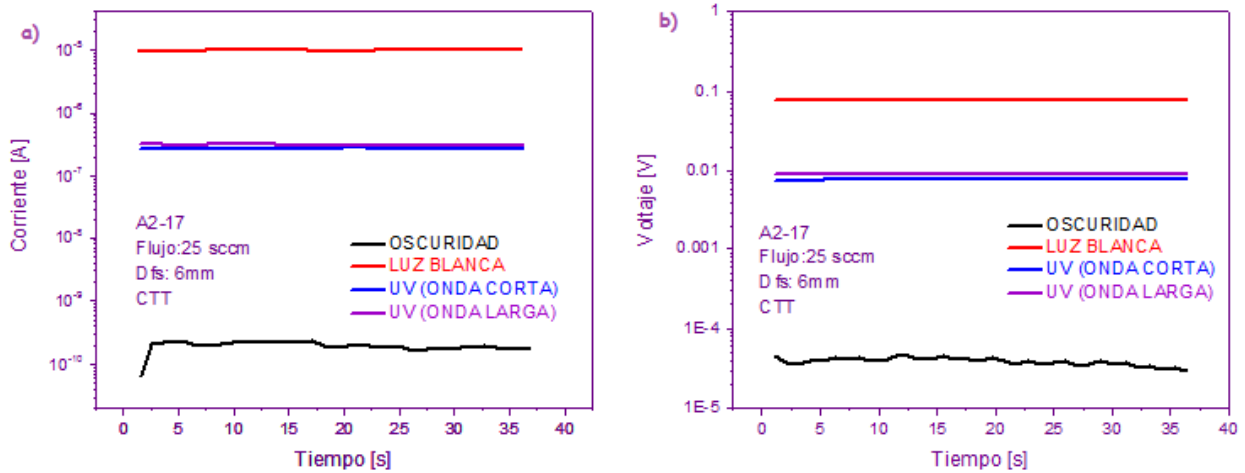 a)
Corriente [A]
10⁻⁵
10⁻⁶
10⁻⁷
10⁻⁸
10⁻⁹
10⁻¹⁰
A2-17
Flujo:25 sccm
Dfs: 6mm
CTT
OSCURIDAD
LUZ BLANCA
UV (ONDA CORTA)
UV (ONDA LARGA)
0 5 10 15 20 25 30 35 40
Tiempo [s]
b)
Voltaje [V]
1
0.1
0.01
0.001
1E-4
1E-5
A2-17
Flujo:25 sccm
Dfs: 6mm
CTT
OSCURIDAD
LUZ BLANCA
UV (ONDA CORTA)
UV (ONDA LARGA)
0 5 10 15 20 25 30 35 40
Tiempo [s]